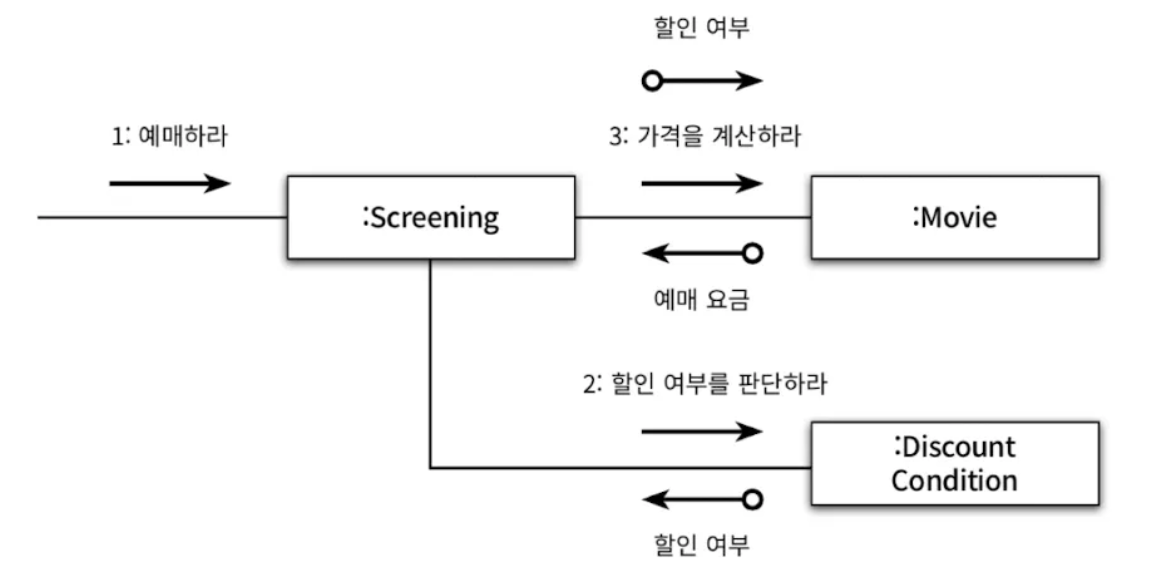 할인 여부
1: 예매하라
3: 가격을 계산하라
:Screening
:Movie
예매 요금
2: 할인 여부를 판단하라
:Discount
Condition
할인 여부